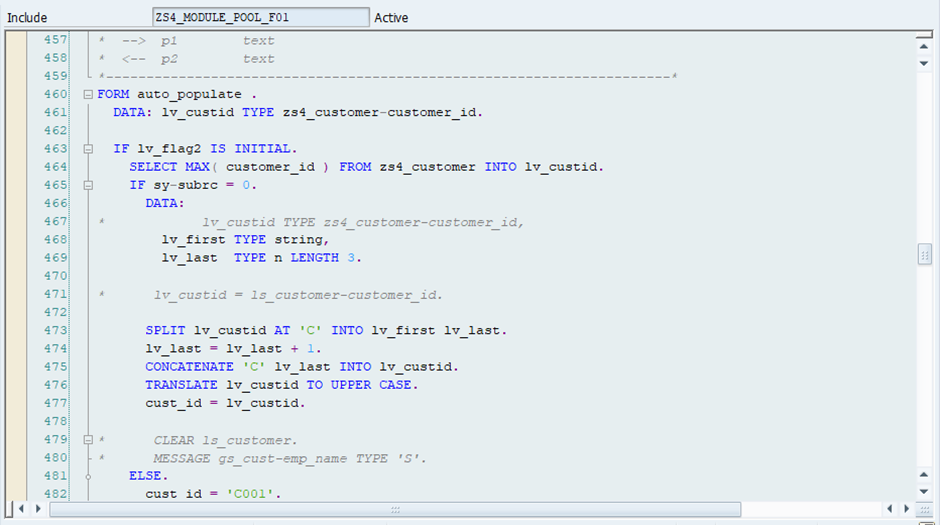 Include ZS4_MODULE_POOL_F01 Active
457 *  -->  p1        text
458 *  <--  p2        text
459 *----------------------------------------------------------------------*
460 FORM auto_populate .
461   DATA: lv_custid TYPE zs4_customer-customer_id.
462
463   IF lv_flag2 IS INITIAL.
464     SELECT MAX( customer_id ) FROM zs4_customer INTO lv_custid.
465     IF sy-subrc = 0.
466       DATA:
467 *            lv_custid TYPE zs4_customer-customer_id,
468         lv_first TYPE string,
469         lv_last  TYPE n LENGTH 3.
470
471 *      lv_custid = ls_customer-customer_id.
472
473       SPLIT lv_custid AT 'C' INTO lv_first lv_last.
474       lv_last = lv_last + 1.
475       CONCATENATE 'C' lv_last INTO lv_custid.
476       TRANSLATE lv_custid TO UPPER CASE.
477       cust_id = lv_custid.
478
479 *      CLEAR ls_customer.
480 *      MESSAGE gs_cust-emp_name TYPE 'S'.
481     ELSE.
482       cust_id = 'C001'.